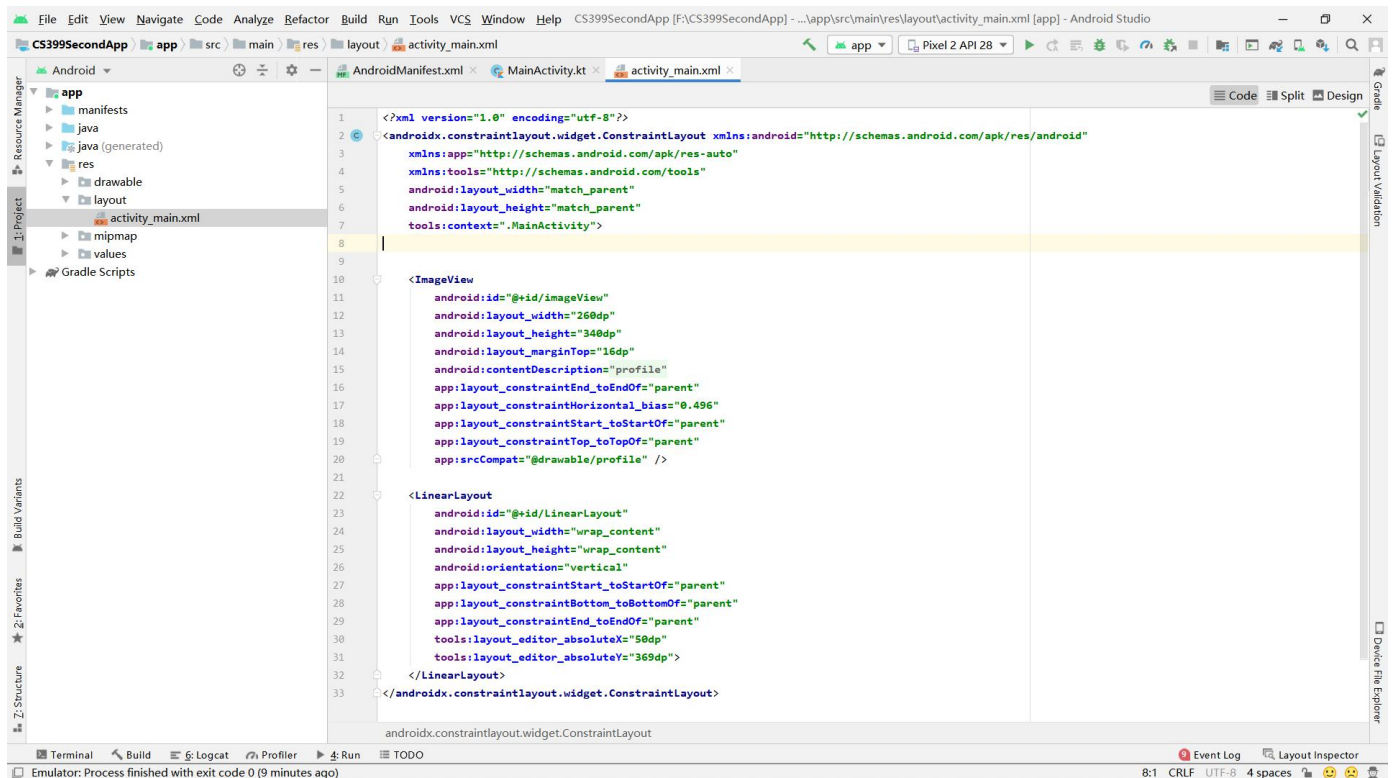 File Edit View Navigate Code Analyze Refactor Build Run Tools VCS Window Help CS399SecondApp [F:\CS399SecondApp] - ...\app\src\main\res\layout\activity_main.xml [app] - Android Studio
CS399SecondApp app src main res layout activity_main.xml app Pixel 2 API 28
Android AndroidManifest.xml MainActivity.kt activity_main.xml
Code Split Design
app
manifests
java
java (generated)
res
drawable
layout
activity_main.xml
mipmap
values
Gradle Scripts
Resource Manager
1: Project
Build Variants
2: Favorites
Z: Structure
1 <?xml version="1.0" encoding="utf-8"?>
2 <androidx.constraintlayout.widget.ConstraintLayout xmlns:android="http://schemas.android.com/apk/res/android"
3 xmlns:app="http://schemas.android.com/apk/res-auto"
4 xmlns:tools="http://schemas.android.com/tools"
5 android:layout_width="match_parent"
6 android:layout_height="match_parent"
7 tools:context=".MainActivity">
8
9
10 <ImageView
11 android:id="@+id/imageView"
12 android:layout_width="260dp"
13 android:layout_height="340dp"
14 android:layout_marginTop="16dp"
15 android:contentDescription="profile"
16 app:layout_constraintEnd_toEndOf="parent"
17 app:layout_constraintHorizontal_bias="0.496"
18 app:layout_constraintStart_toStartOf="parent"
19 app:layout_constraintTop_toTopOf="parent"
20 app:srcCompat="@drawable/profile" />
21
22 <LinearLayout
23 android:id="@+id/LinearLayout"
24 android:layout_width="wrap_content"
25 android:layout_height="wrap_content"
26 android:orientation="vertical"
27 app:layout_constraintStart_toStartOf="parent"
28 app:layout_constraintBottom_toBottomOf="parent"
29 app:layout_constraintEnd_toEndOf="parent"
30 tools:layout_editor_absoluteX="50dp"
31 tools:layout_editor_absoluteY="369dp">
32 </LinearLayout>
33 </androidx.constraintlayout.widget.ConstraintLayout>
androidx.constraintlayout.widget.ConstraintLayout
Gradle
Layout Validation
Device File Explorer
Terminal Build 6: Logcat Profiler 4: Run TODO 9 Event Log Layout Inspector
Emulator: Process finished with exit code 0 (9 minutes ago) 8:1 CRLF UTF-8 4 spaces